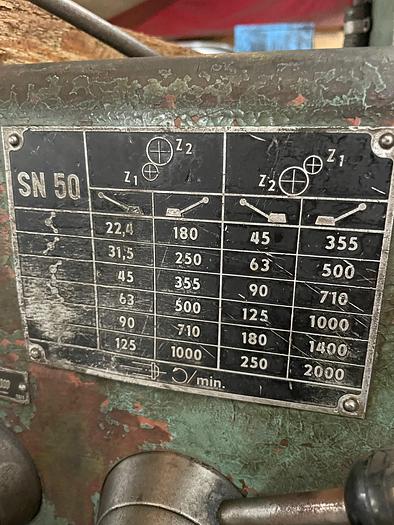 Z2 Z1
SN 50 Z1 Z2
22,4 180 45 355
31,5 250 63 500
45 355 90 710
63 500 125 1000
90 710 180 1400
125 1000 250 2000
/min.